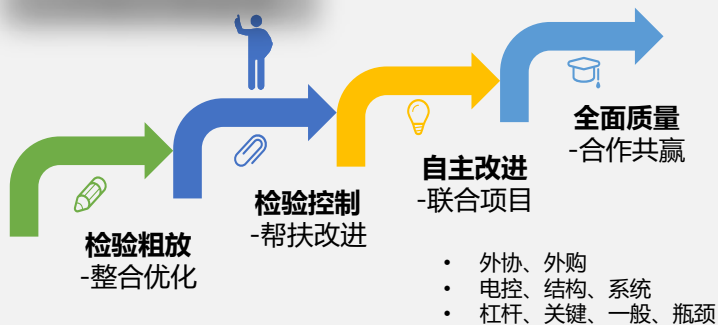 检验粗放
-整合优化
检验控制
-帮扶改进
自主改进
-联合项目
全面质量
-合作共赢
• 外协、外购
• 电控、结构、系统
• 杠杆、关键、一般、瓶颈